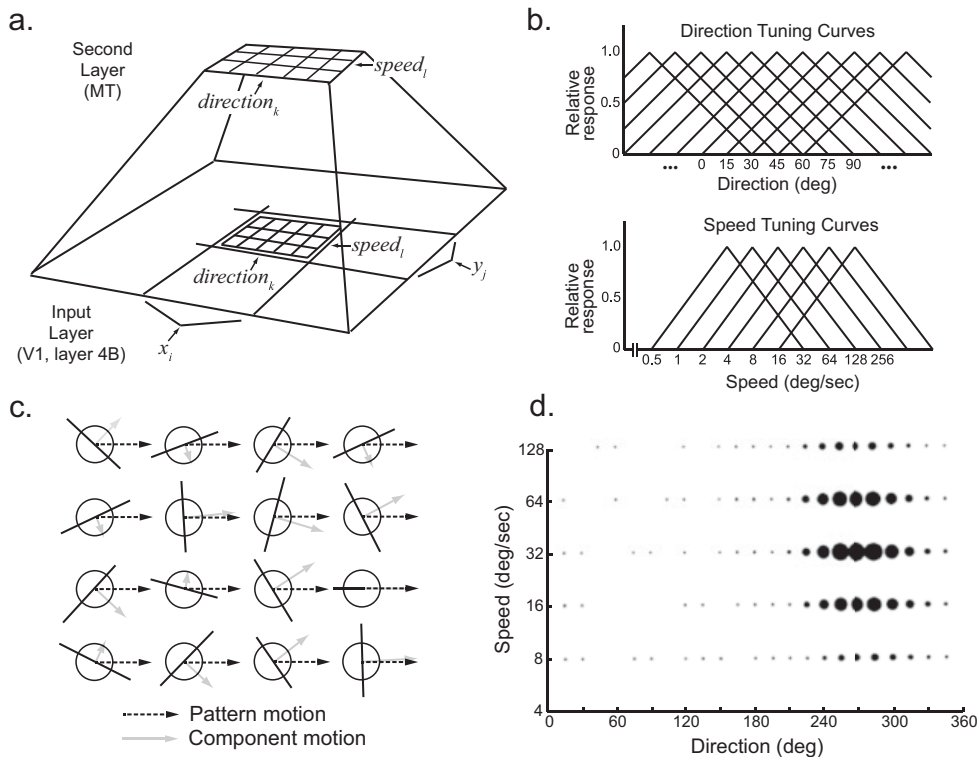 a.
Second
Layer
(MT)
speed_l
direction_k
speed_l
direction_k
y_j
x_i
Input
Layer
(V1, layer 4B)
b.
Direction Tuning Curves
Relative
response
1.0
0.5
0
... 0 15 30 45 60 75 90 ...
Direction (deg)
Speed Tuning Curves
Relative
response
1.0
0.5
0
0.5 1 2 4 8 16 32 64 128 256
Speed (deg/sec)
c.
Pattern motion
Component motion
d.
Speed (deg/sec)
128
64
32
16
8
4
0 60 120 180 240 300 360
Direction (deg)